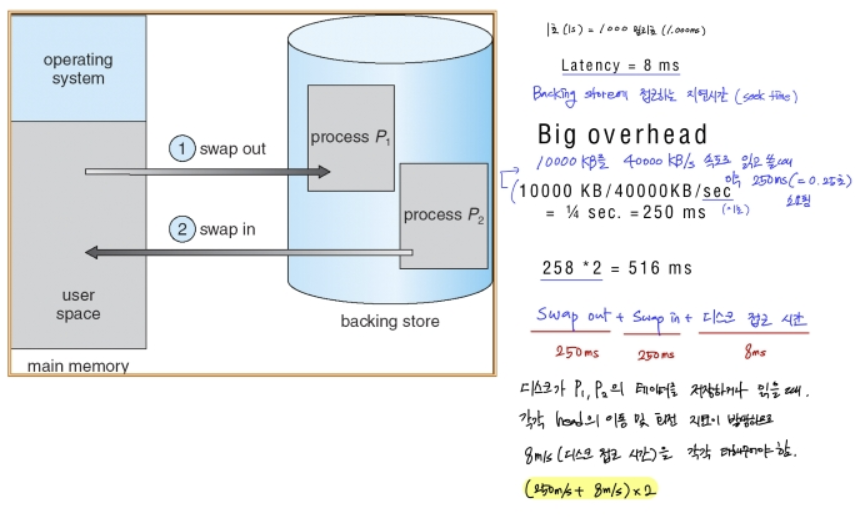 operating
system
① swap out
process P₁
② swap in
process P₂
user
space
backing store
main memory
1초 (1s) = 1000 밀리초 (1,000ms)
Latency = 8 ms
Backing store에 접근하는 지연시간 (seek time)
Big overhead
10000 KB를 40000 KB/s 속도로 읽고 쓸때
약 250ms (= 0.25초)
소요됨
(10000 KB/40000KB/sec
= ¼ sec. = 250 ms
258 *2 = 516 ms
Swap out + Swap in + 디스크 접근 시간
250ms 250ms 8ms
디스크가 P₁, P₂의 데이터를 저장하거나 읽을 때,
각각 head의 이동 및 회전 지연이 발생하므로
8m/s (디스크 접근 시간)을 각각 더해주어야 함.
(250m/s + 8m/s) × 2